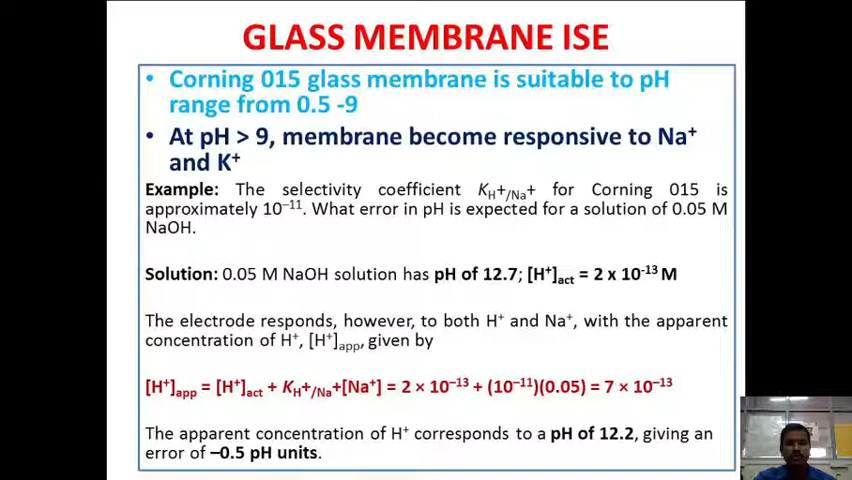 GLASS MEMBRANE ISE
• Corning 015 glass membrane is suitable to pH
range from 0.5 -9
• At pH > 9, membrane become responsive to Na⁺
and K⁺
Example: The selectivity coefficient K_H+/Na+ for Corning 015 is
approximately 10⁻¹¹. What error in pH is expected for a solution of 0.05 M
NaOH.
Solution: 0.05 M NaOH solution has pH of 12.7; [H⁺]act = 2 x 10⁻¹³ M
The electrode responds, however, to both H⁺ and Na⁺, with the apparent
concentration of H⁺, [H⁺]app, given by
[H⁺]app = [H⁺]act + K_H+/Na+[Na⁺] = 2 × 10⁻¹³ + (10⁻¹¹)(0.05) = 7 × 10⁻¹³
The apparent concentration of H⁺ corresponds to a pH of 12.2, giving an
error of –0.5 pH units.